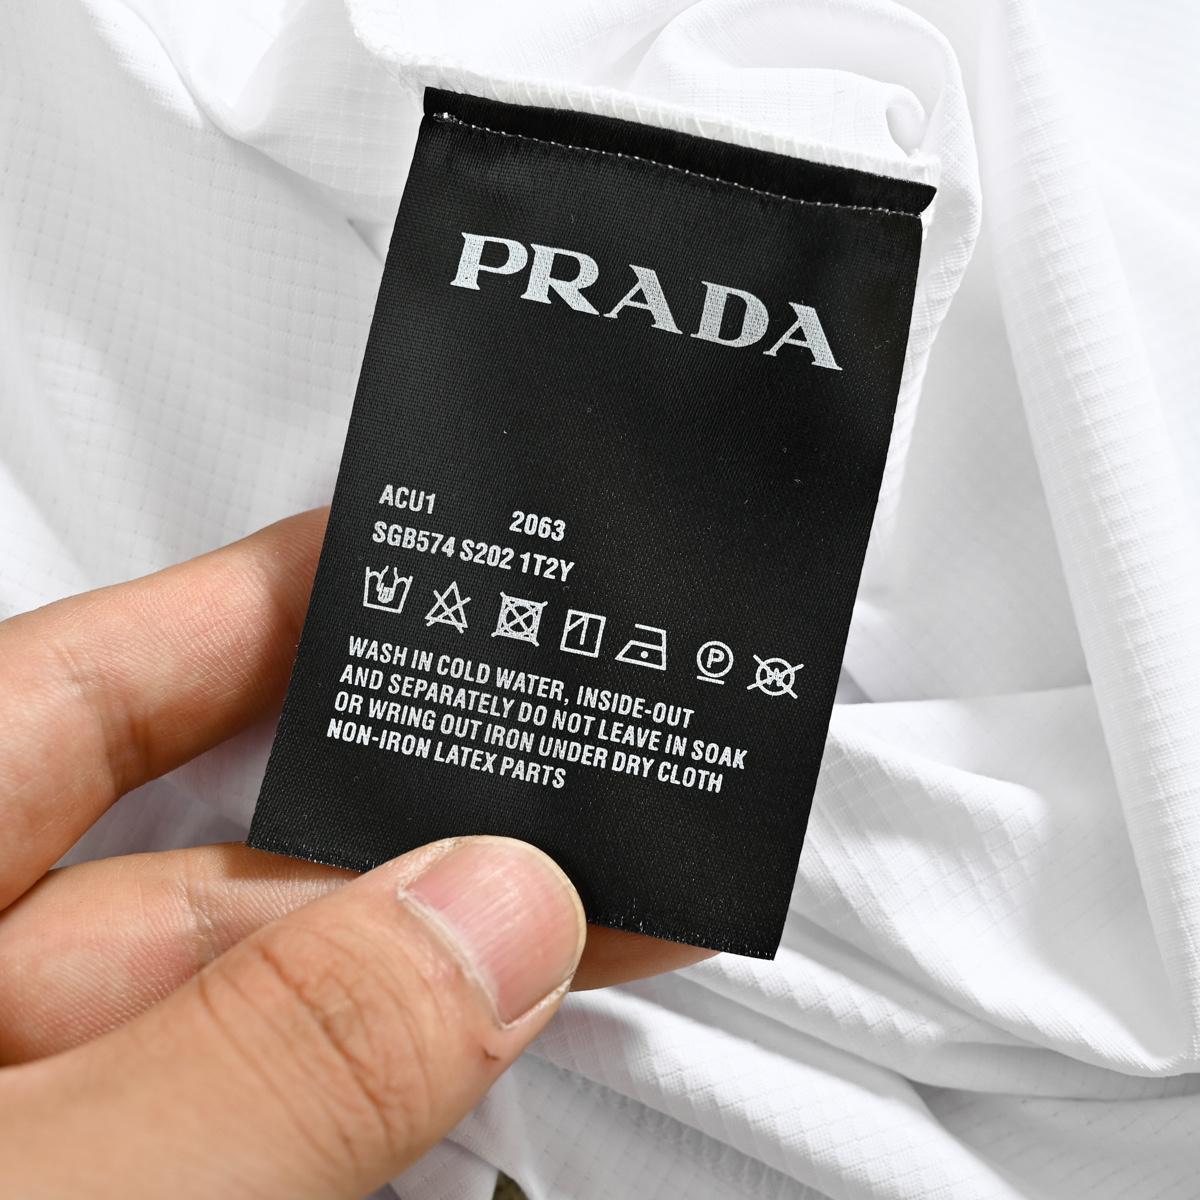 PRADA
ACU1 2063
SGB574 S202 1T2Y
P W
WASH IN COLD WATER, INSIDE-OUT
AND SEPARATELY DO NOT LEAVE IN SOAK
OR WRING OUT IRON UNDER DRY CLOTH
NON-IRON LATEX PARTS